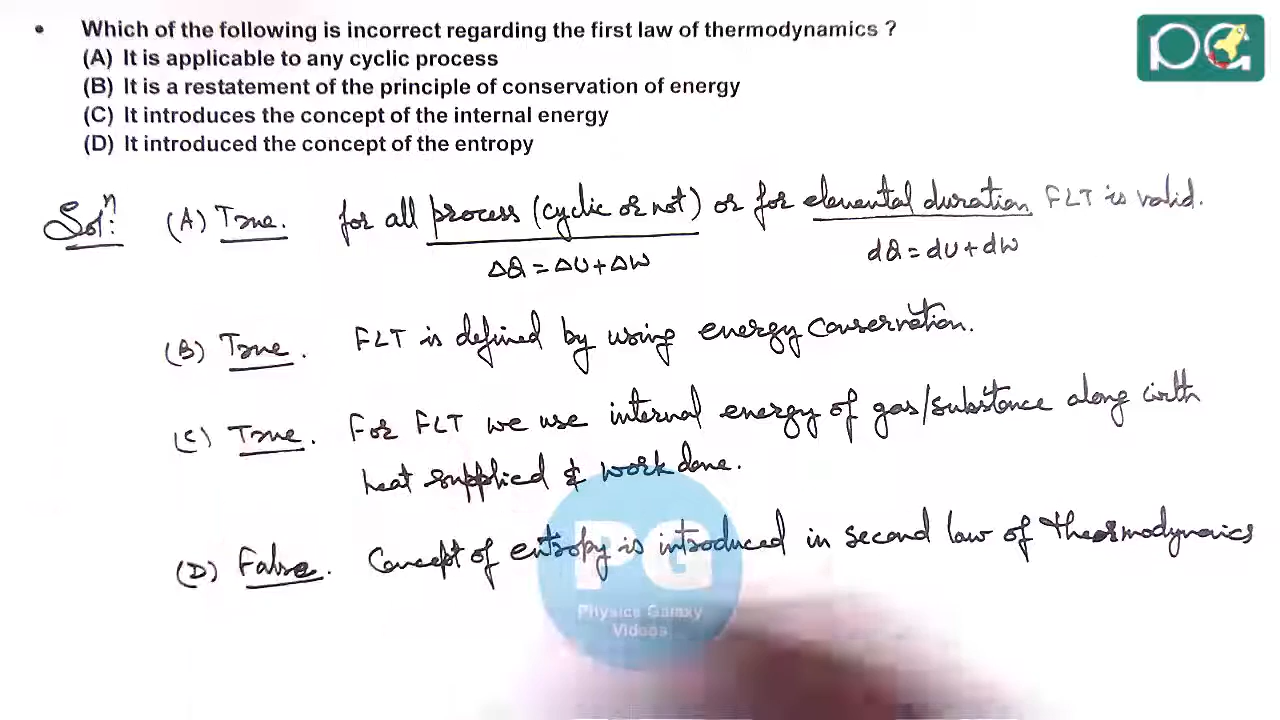 • Which of the following is incorrect regarding the first law of thermodynamics ?
(A) It is applicable to any cyclic process
(B) It is a restatement of the principle of conservation of energy
(C) It introduces the concept of the internal energy
(D) It introduced the concept of the entropy
PG
Solⁿ: (A) True. for all process (cyclic or not) or for elemental duration FLT is valid.
ΔQ = ΔU + ΔW dQ = dU + dW
(B) True. FLT is defined by using energy conservation.
(C) True. For FLT we use internal energy of gas/substance along with
heat supplied & work done.
(D) False. Concept of entropy is introduced in second law of thermodynamics
PG
Physics Galaxy
Videos